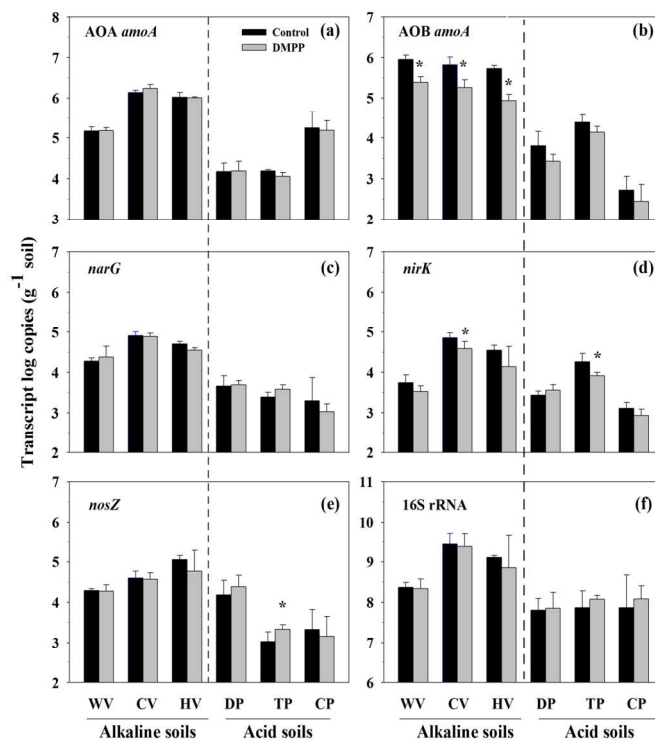 AOA amoA (a)
Control
DMPP
AOB amoA (b)
8
7
6
5
4
3
7
6
5
4
3
2
* * *
narG (c)
nirK (d)
7
6
5
4
3
2
7
6
5
4
3
2
* *
nosZ (e)
16S rRNA (f)
7
6
5
4
3
2
11
10
9
8
7
6
*
Transcript log copies (g-1 soil)
WV CV HV DP TP CP
WV CV HV DP TP CP
Alkaline soils Acid soils
Alkaline soils Acid soils